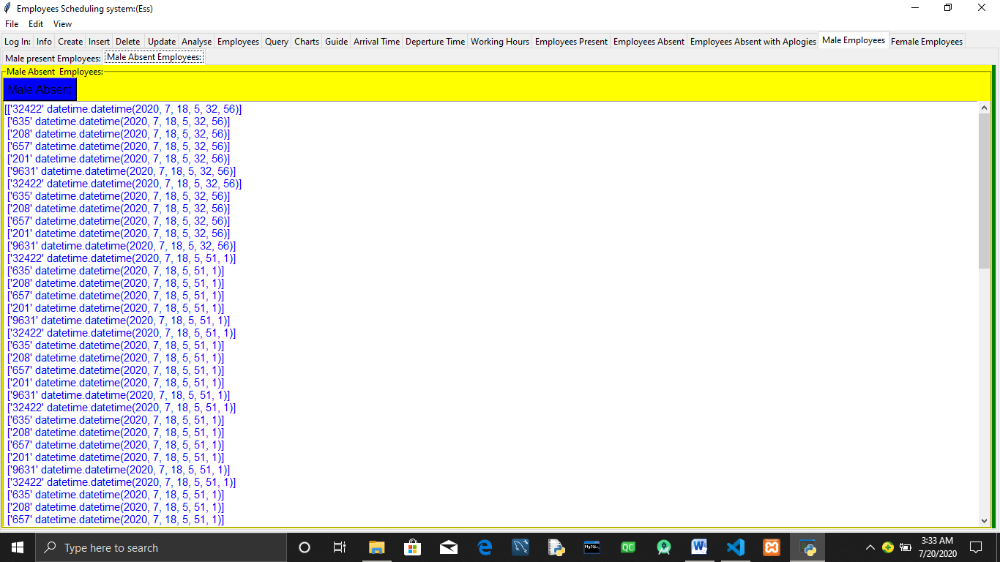 Employees Scheduling system:(Ess)
File Edit View
Log In: Info Create Insert Delete Update Analyse Employees Query Charts Guide Arrival Time Deperture Time Working Hours Employees Present Employees Absent Employees Absent with Aplogies Male Employees Female Employees
Male present Employees: Male Absent Employees:
Male Absent Employees:
Male Absent
[['32422' datetime.datetime(2020, 7, 18, 5, 32, 56)]
['635' datetime.datetime(2020, 7, 18, 5, 32, 56)]
['208' datetime.datetime(2020, 7, 18, 5, 32, 56)]
['657' datetime.datetime(2020, 7, 18, 5, 32, 56)]
['201' datetime.datetime(2020, 7, 18, 5, 32, 56)]
['9631' datetime.datetime(2020, 7, 18, 5, 32, 56)]
['32422' datetime.datetime(2020, 7, 18, 5, 32, 56)]
['635' datetime.datetime(2020, 7, 18, 5, 32, 56)]
['208' datetime.datetime(2020, 7, 18, 5, 32, 56)]
['657' datetime.datetime(2020, 7, 18, 5, 32, 56)]
['201' datetime.datetime(2020, 7, 18, 5, 32, 56)]
['9631' datetime.datetime(2020, 7, 18, 5, 32, 56)]
['32422' datetime.datetime(2020, 7, 18, 5, 51, 1)]
['635' datetime.datetime(2020, 7, 18, 5, 51, 1)]
['208' datetime.datetime(2020, 7, 18, 5, 51, 1)]
['657' datetime.datetime(2020, 7, 18, 5, 51, 1)]
['201' datetime.datetime(2020, 7, 18, 5, 51, 1)]
['9631' datetime.datetime(2020, 7, 18, 5, 51, 1)]
['32422' datetime.datetime(2020, 7, 18, 5, 51, 1)]
['635' datetime.datetime(2020, 7, 18, 5, 51, 1)]
['208' datetime.datetime(2020, 7, 18, 5, 51, 1)]
['657' datetime.datetime(2020, 7, 18, 5, 51, 1)]
['201' datetime.datetime(2020, 7, 18, 5, 51, 1)]
['9631' datetime.datetime(2020, 7, 18, 5, 51, 1)]
['32422' datetime.datetime(2020, 7, 18, 5, 51, 1)]
['635' datetime.datetime(2020, 7, 18, 5, 51, 1)]
['208' datetime.datetime(2020, 7, 18, 5, 51, 1)]
['657' datetime.datetime(2020, 7, 18, 5, 51, 1)]
['201' datetime.datetime(2020, 7, 18, 5, 51, 1)]
['9631' datetime.datetime(2020, 7, 18, 5, 51, 1)]
['32422' datetime.datetime(2020, 7, 18, 5, 51, 1)]
['635' datetime.datetime(2020, 7, 18, 5, 51, 1)]
['208' datetime.datetime(2020, 7, 18, 5, 51, 1)]
['657' datetime.datetime(2020, 7, 18, 5, 51, 1)]
Type here to search
MySQL
QC
W
3:33 AM
7/20/2020